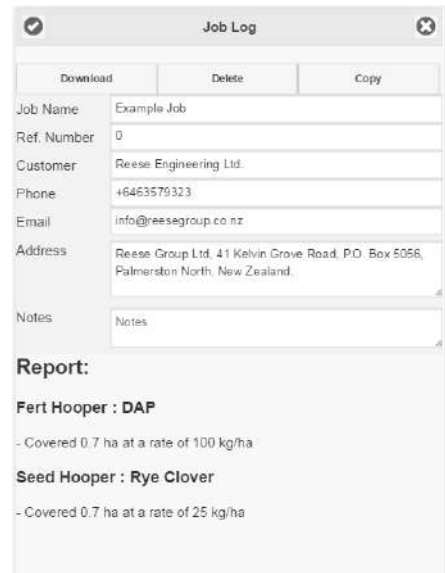 Job Log
Download Delete Copy
Job Name Example Job
Ref. Number 0
Customer Reese Engineering Ltd.
Phone +6463579323
Email info@reesegroup.co.nz
Address Reese Group Ltd, 41 Kelvin Grove Road, P.O. Box 5056,
Palmerston North, New Zealand.
Notes Notes
Report:
Fert Hooper : DAP
- Covered 0.7 ha at a rate of 100 kg/ha
Seed Hooper : Rye Clover
- Covered 0.7 ha at a rate of 25 kg/ha